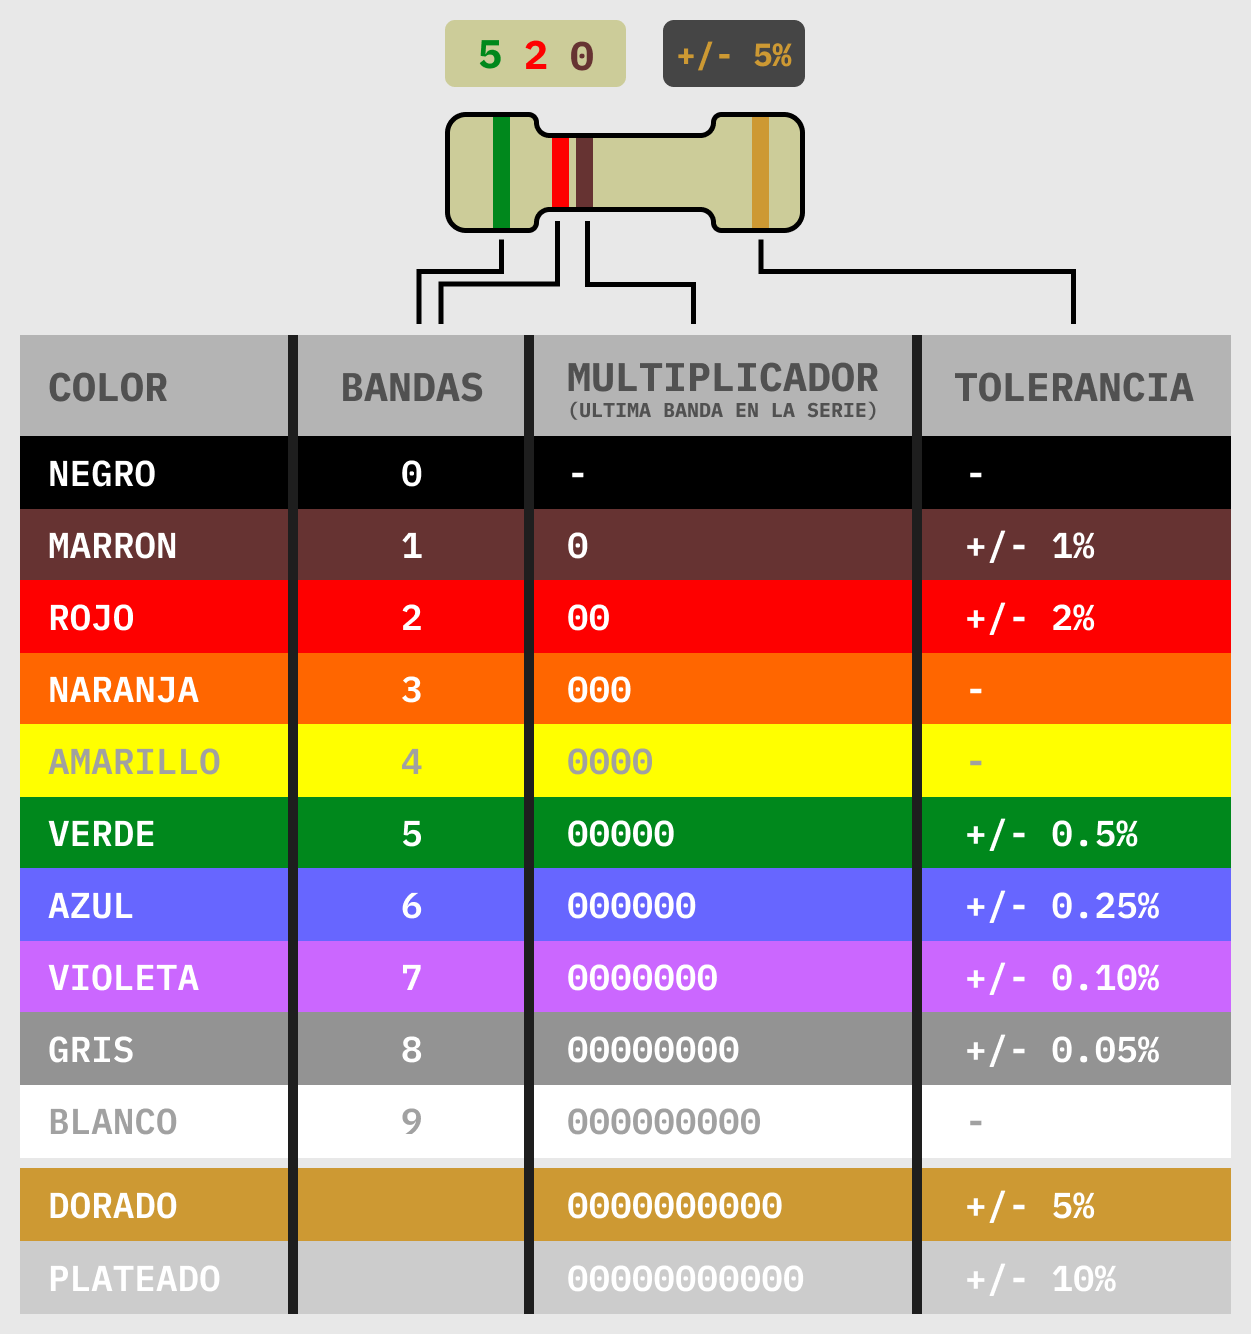 5 2 0
+/- 5%
COLOR BANDAS MULTIPLICADOR TOLERANCIA
(ULTIMA BANDA EN LA SERIE)
NEGRO 0 - -
MARRON 1 0 +/- 1%
ROJO 2 00 +/- 2%
NARANJA 3 000 -
AMARILLO 4 0000 -
VERDE 5 00000 +/- 0.5%
AZUL 6 000000 +/- 0.25%
VIOLETA 7 0000000 +/- 0.10%
GRIS 8 00000000 +/- 0.05%
BLANCO 9 000000000 -
DORADO 0000000000 +/- 5%
PLATEADO 00000000000 +/- 10%